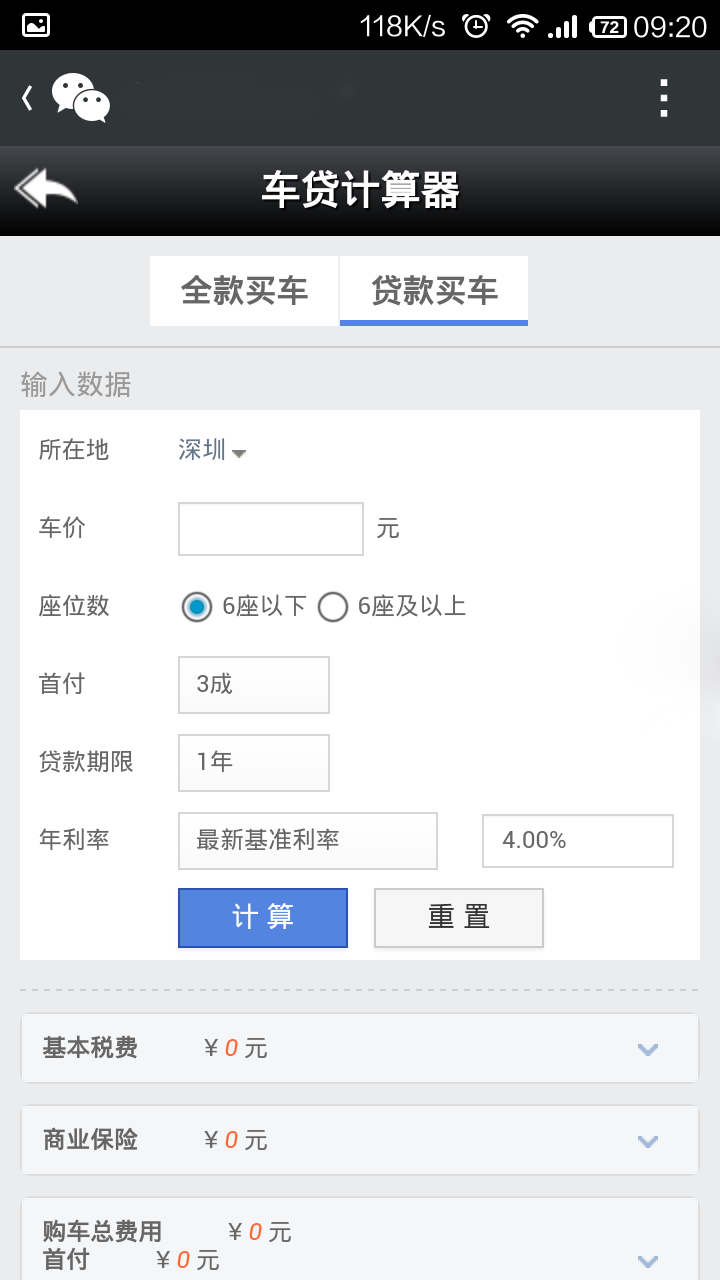 118K/s 72 09:20
车贷计算器
全款买车 贷款买车
输入数据
所在地 深圳
车价 元
座位数 6座以下 6座及以上
首付 3成
贷款期限 1年
年利率 最新基准利率 4.00%
计 算 重 置
基本税费 ¥ 0 元
商业保险 ¥ 0 元
购车总费用 ¥ 0 元
首付 ¥ 0 元